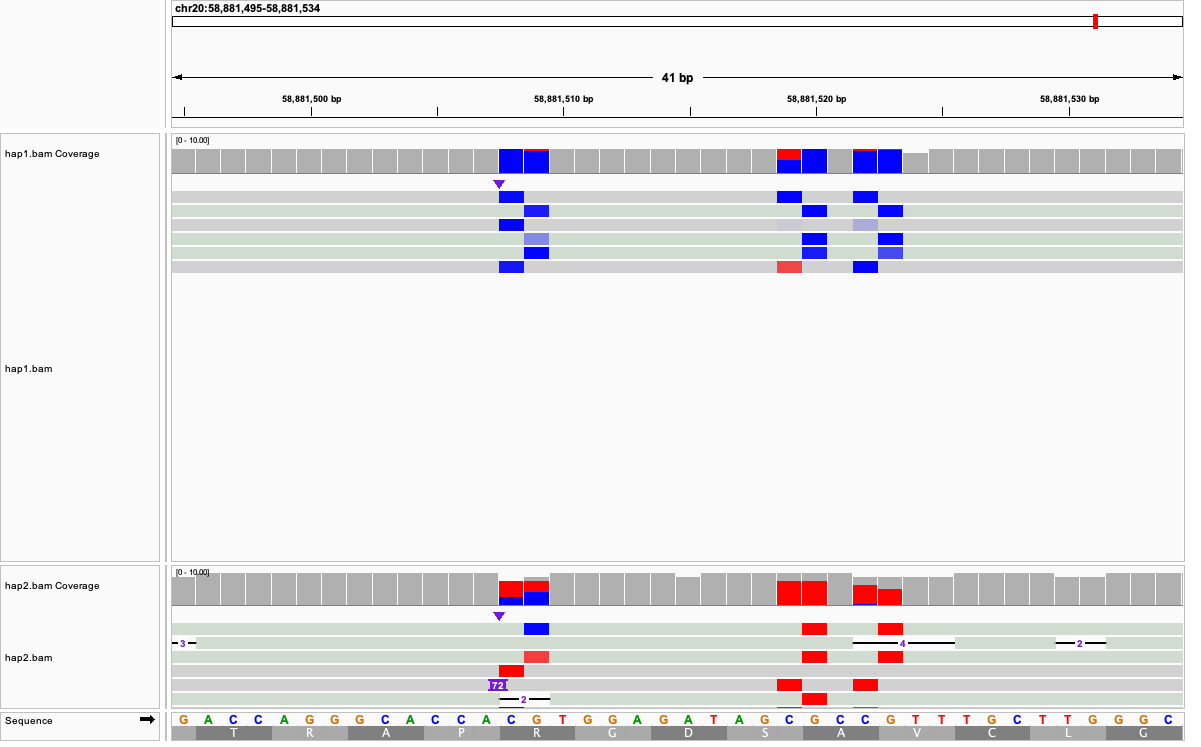 chr20:58,881,495-58,881,534
41 bp
58,881,500 bp 58,881,510 bp 58,881,520 bp 58,881,530 bp
hap1.bam Coverage [0 - 10.00]
hap1.bam
hap2.bam Coverage [0 - 10.00]
3 4 2
hap2.bam
72
2
Sequence G A C C A G G G C A C C A C G T G G A G A T A G C G C C G T T T G C T T G G G C
T R A P R G D S A V C L G